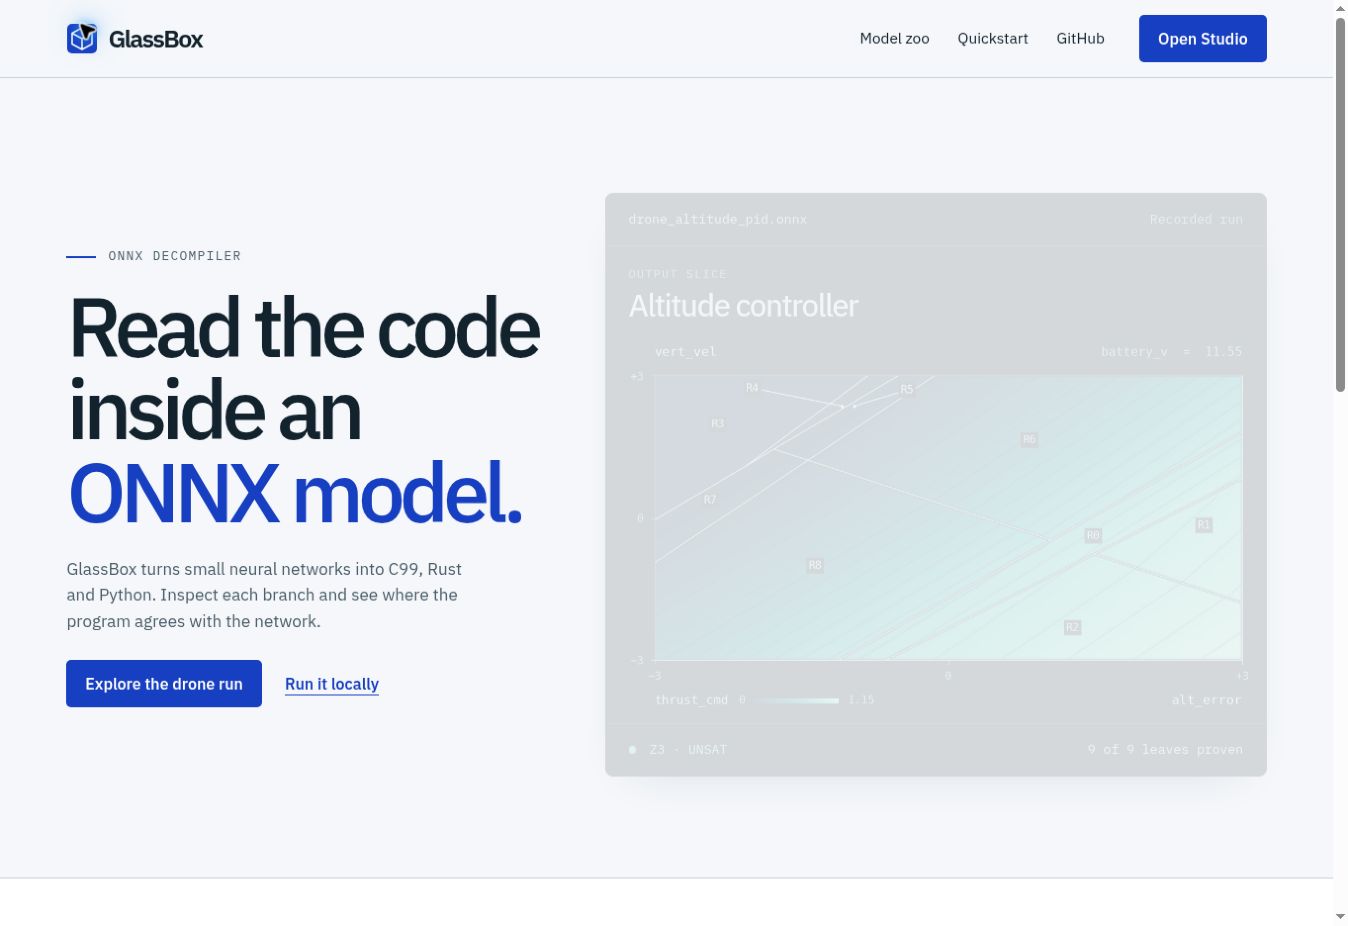 GlassBox
Model zoo
Quickstart
GitHub
Open Studio
ONNX DECOMPILER
Read the code
inside an
ONNX model.
GlassBox turns small neural networks into C99, Rust
and Python. Inspect each branch and see where the
program agrees with the network.
Explore the drone run
Run it locally
drone_altitude_pid.onnx
Recorded run
OUTPUT SLICE
Altitude controller
vert_vel
battery_v = 11.55
+3
R4
R5
R3
R6
R7
0
R1
R0
R8
R2
−3
−3
0
+3
thrust_cmd
0
1.15
alt_error
Z3 · UNSAT
9 of 9 leaves proven